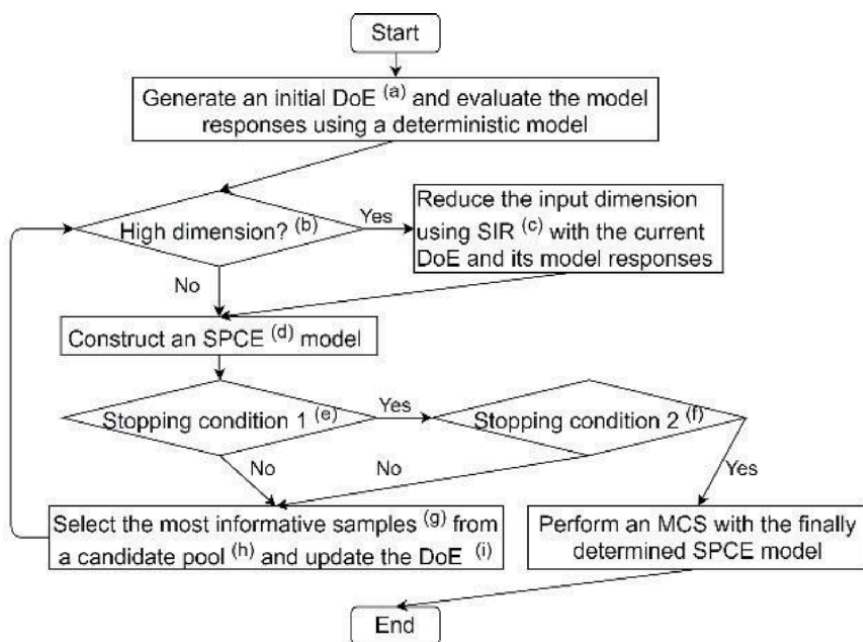 Start
Generate an initial DoE (a) and evaluate the model
responses using a deterministic model
High dimension? (b)
Yes
Reduce the input dimension
using SIR (c) with the current
DoE and its model responses
No
Construct an SPCE (d) model
Stopping condition 1 (e)
Yes
Stopping condition 2 (f)
No
No
Yes
Select the most informative samples (g) from
a candidate pool (h) and update the DoE (i)
Perform an MCS with the finally
determined SPCE model
End